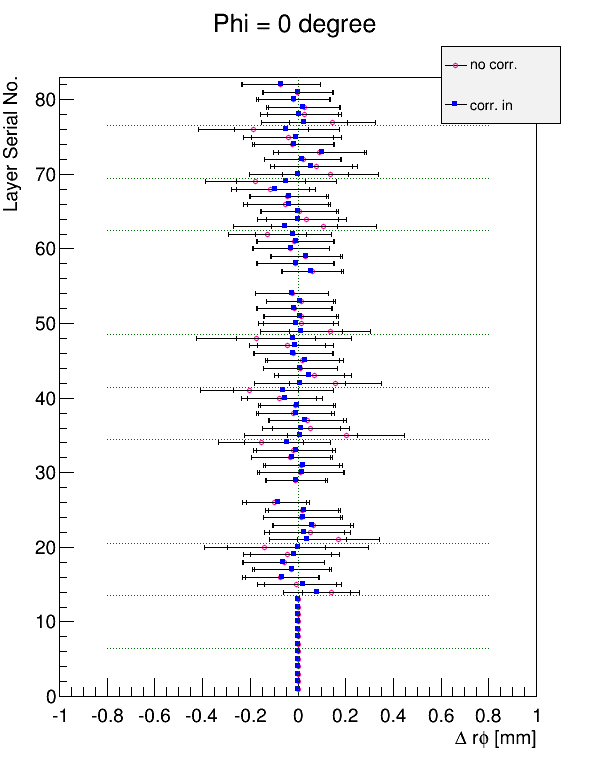 Phi = 0 degree
no corr.
corr. in
Layer Serial No.
80
70
60
50
40
30
20
10
0
-1 -0.8 -0.6 -0.4 -0.2 0 0.2 0.4 0.6 0.8 1
Δ rϕ [mm]